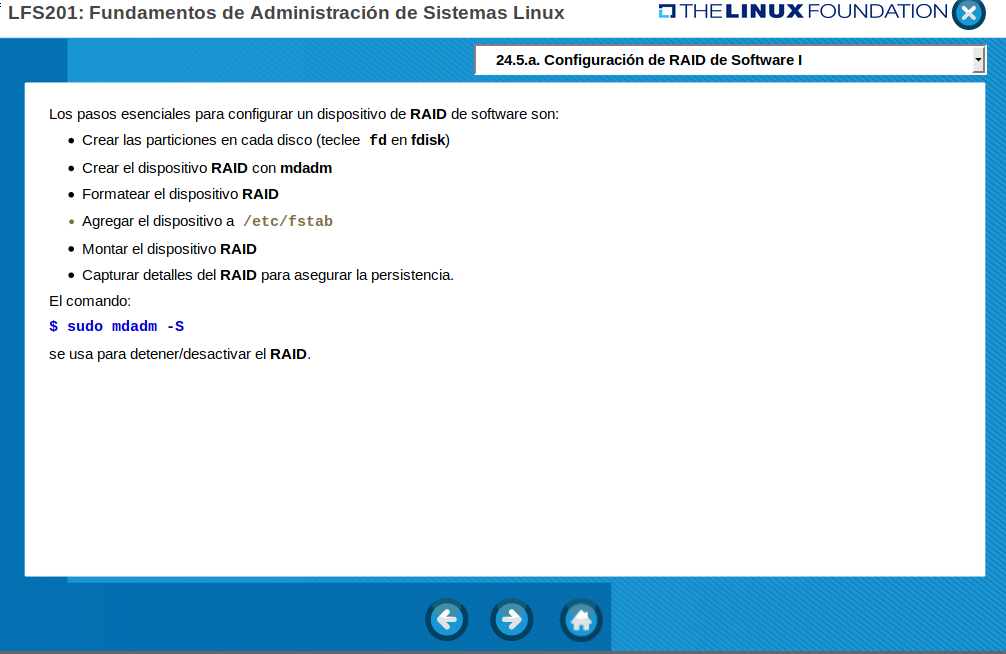 LFS201: Fundamentos de Administración de Sistemas Linux
THE LINUX FOUNDATION
24.5.a. Configuración de RAID de Software I
Los pasos esenciales para configurar un dispositivo de RAID de software son:
• Crear las particiones en cada disco (teclee fd en fdisk)
• Crear el dispositivo RAID con mdadm
• Formatear el dispositivo RAID
• Agregar el dispositivo a /etc/fstab
• Montar el dispositivo RAID
• Capturar detalles del RAID para asegurar la persistencia.
El comando:
$ sudo mdadm -S
se usa para detener/desactivar el RAID.